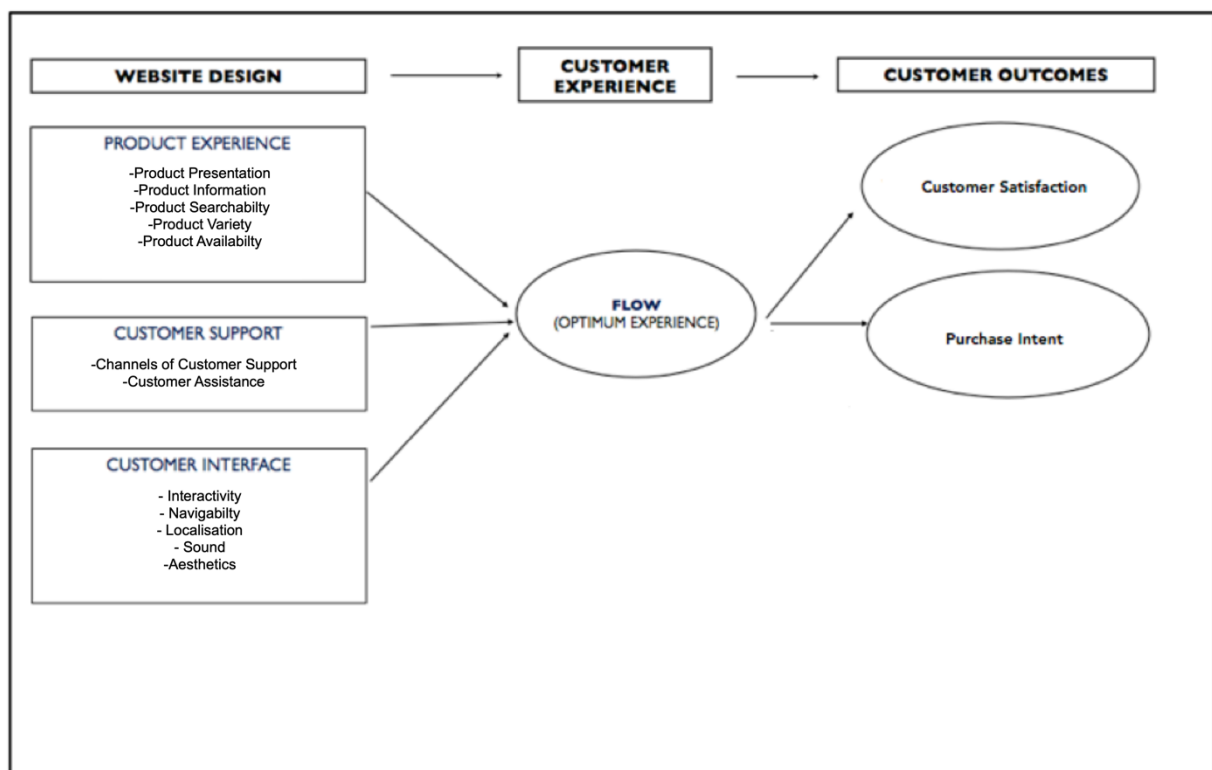 WEBSITE DESIGN
CUSTOMER
EXPERIENCE
CUSTOMER OUTCOMES
PRODUCT EXPERIENCE
-Product Presentation
-Product Information
-Product Searchabilty
-Product Variety
-Product Availabilty
CUSTOMER SUPPORT
-Channels of Customer Support
-Customer Assistance
CUSTOMER INTERFACE
- Interactivity
- Navigabilty
- Localisation
- Sound
-Aesthetics
FLOW
(OPTIMUM EXPERIENCE)
Customer Satisfaction
Purchase Intent